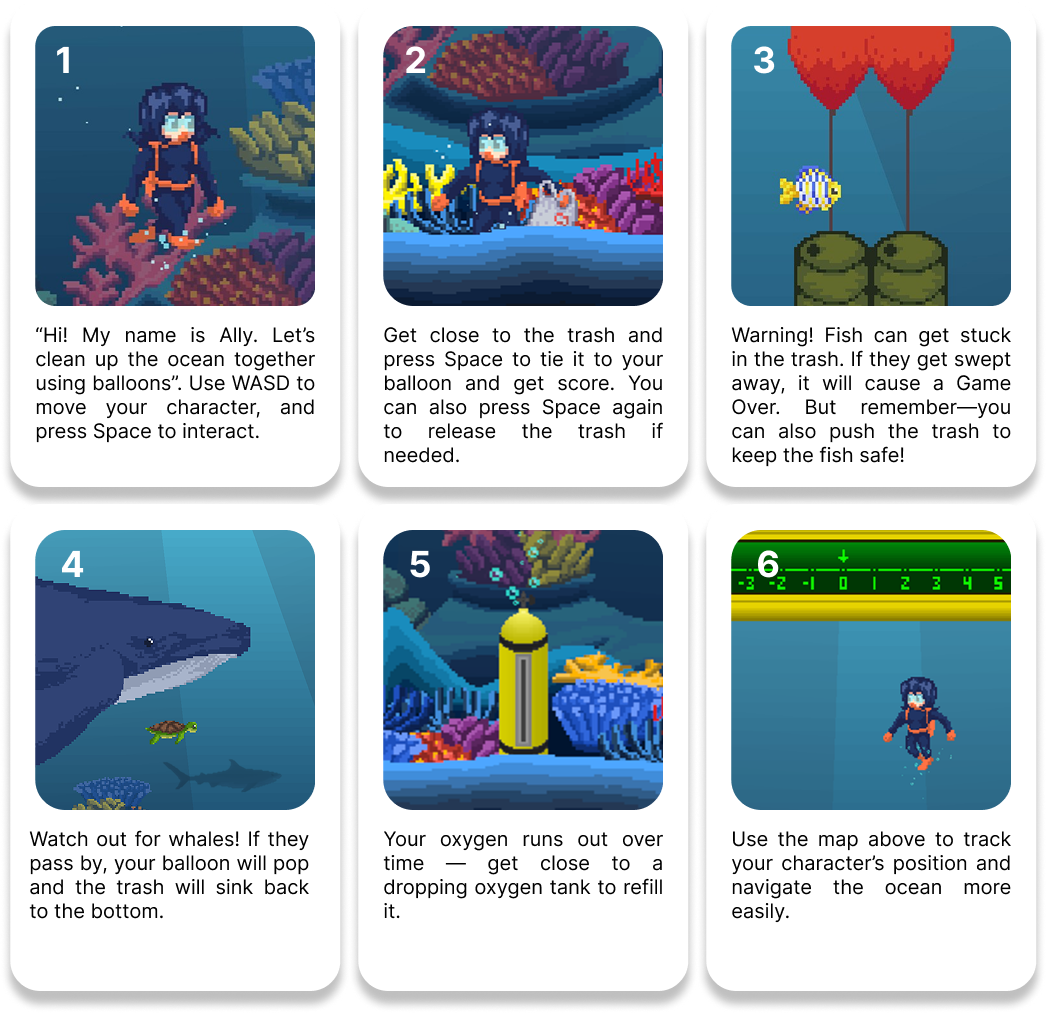 1
“Hi! My name is Ally. Let’s
clean up the ocean together
using balloons”. Use WASD to
move your character, and
press Space to interact.
2
Get close to the trash and
press Space to tie it to your
balloon and get score. You
can also press Space again
to release the trash if
needed.
3
Warning! Fish can get stuck
in the trash. If they get swept
away, it will cause a Game
Over. But remember—you
can also push the trash to
keep the fish safe!
4
Watch out for whales! If they
pass by, your balloon will pop
and the trash will sink back
to the bottom.
5
Your oxygen runs out over
time — get close to a
dropping oxygen tank to refill
it.
6
-3 -2 -1 0 1 2 3 4 5
Use the map above to track
your character’s position and
navigate the ocean more
easily.